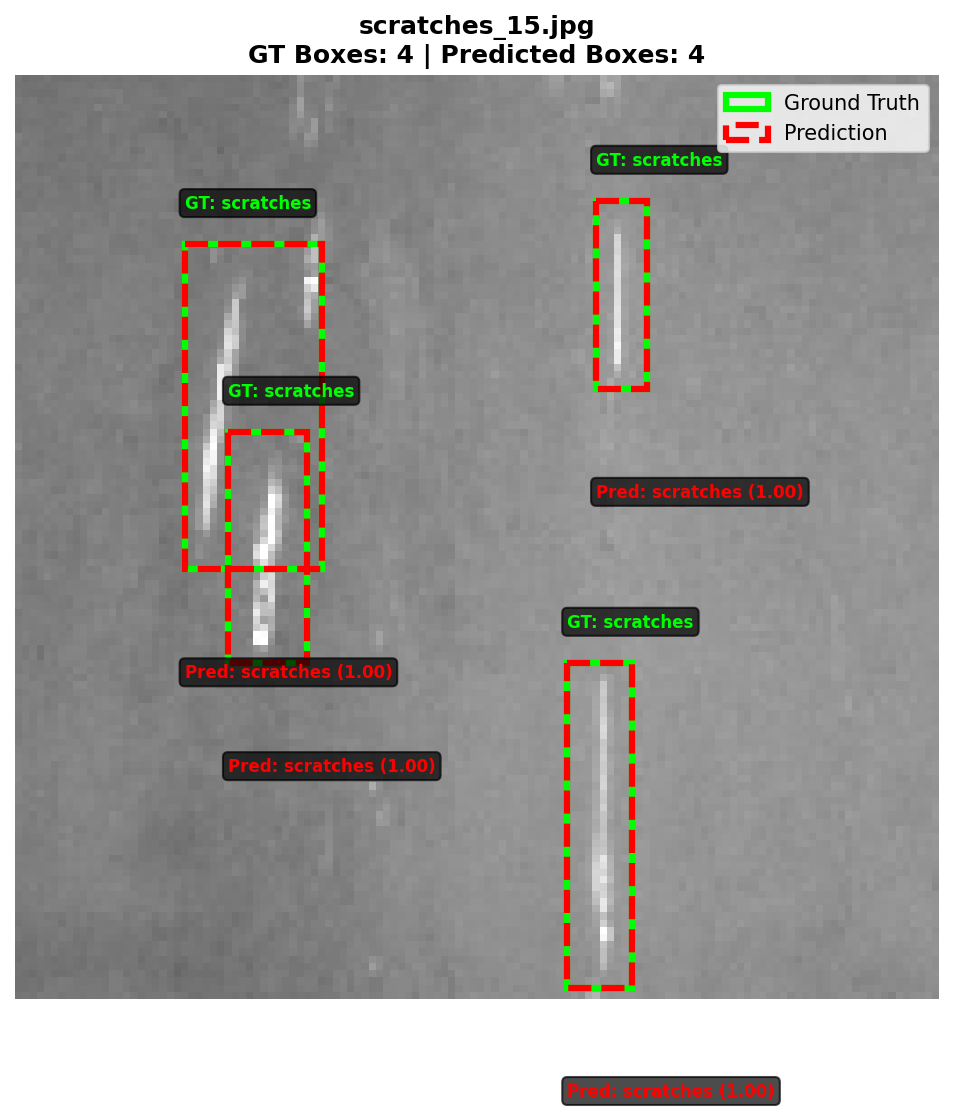 scratches_15.jpg
GT Boxes: 4 | Predicted Boxes: 4
Ground Truth
Prediction
GT: scratches
GT: scratches
GT: scratches
Pred: scratches (1.00)
GT: scratches
Pred: scratches (1.00)
Pred: scratches (1.00)
Pred: scratches (1.00)